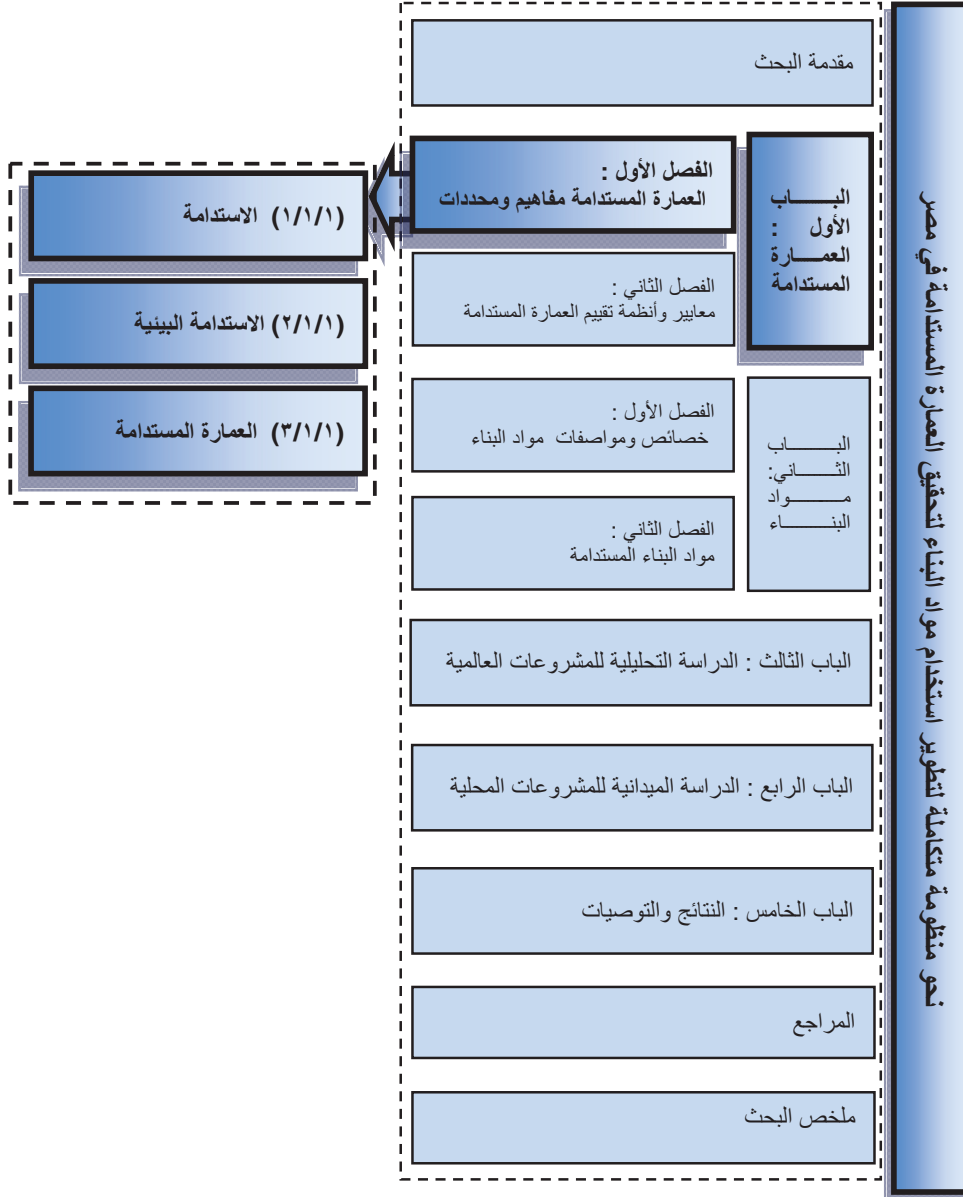 نحو منظومة متكاملة لتطوير استخدام مواد البناء لتحقيق العمارة المستدامة في مصر
مقدمة البحث
الباب
الأول :
العمارة
المستدامة
الفصل الأول :
العمارة المستدامة مفاهيم ومحددات
(١/١/١) الاستدامة
(٢/١/١) الاستدامة البيئية
(٣/١/١) العمارة المستدامة
الفصل الثاني :
معايير وأنظمة تقييم العمارة المستدامة
الباب
الثاني:
مواد
البناء
الفصل الأول :
خصائص ومواصفات مواد البناء
الفصل الثاني :
مواد البناء المستدامة
الباب الثالث : الدراسة التحليلية للمشروعات العالمية
الباب الرابع : الدراسة الميدانية للمشروعات المحلية
الباب الخامس : النتائج والتوصيات
المراجع
ملخص البحث